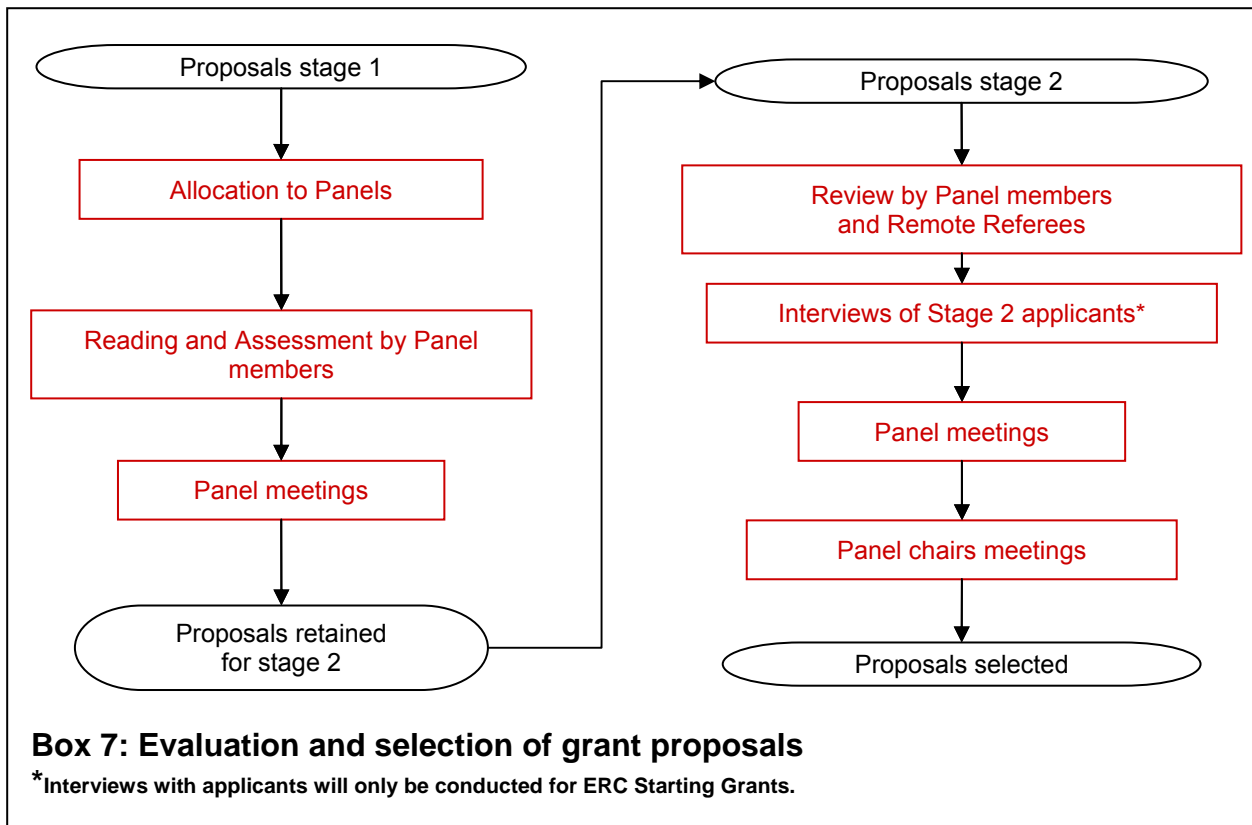 Proposals stage 1
Allocation to Panels
Reading and Assessment by Panel
members
Panel meetings
Proposals retained
for stage 2
Proposals stage 2
Review by Panel members
and Remote Referees
Interviews of Stage 2 applicants*
Panel meetings
Panel chairs meetings
Proposals selected
Box 7: Evaluation and selection of grant proposals
*Interviews with applicants will only be conducted for ERC Starting Grants.